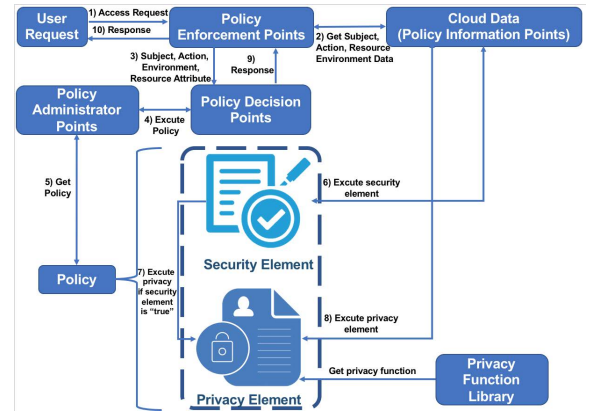 User
Request
1) Access Request
10) Response
Policy
Enforcement Points
2) Get Subject,
Action, Resource
Environment Data
Cloud Data
(Policy Information Points)
3) Subject, Action,
Environment,
Resource Attribute
9)
Response
Policy
Administrator
Points
4) Excute
Policy
Policy Decision
Points
5) Get
Policy
6) Excute security
element
Security Element
Policy
7) Excute
privacy
if security
element
is "true"
8) Excute privacy
element
Get privacy function
Privacy
Function
Library
Privacy Element